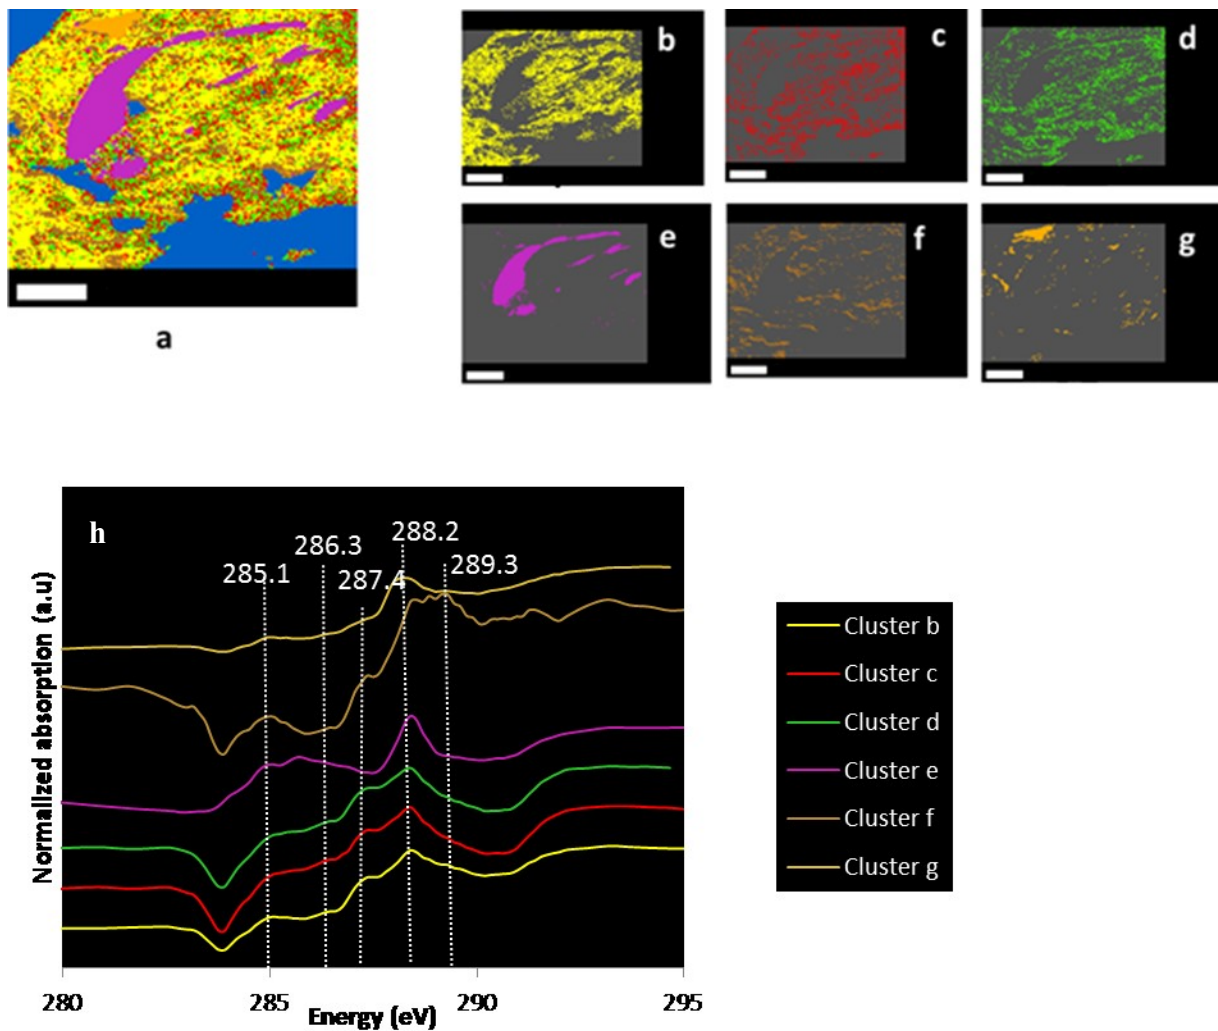 b
c
d
a
e
f
g
h
285.1
286.3
287.4
288.2
289.3
Normalized absorption (a.u)
280
285
290
295
Energy (eV)
Cluster b
Cluster c
Cluster d
Cluster e
Cluster f
Cluster g